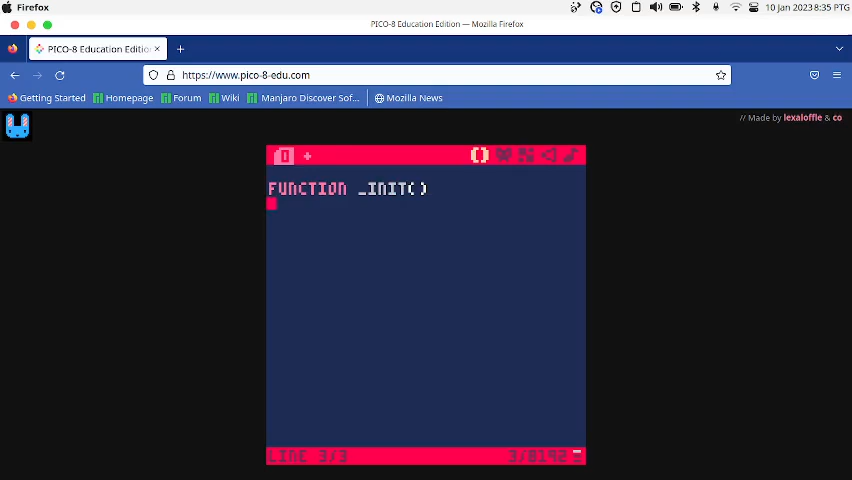 Firefox
10 Jan 2023 8:35 PTG
PICO-8 Education Edition — Mozilla Firefox
PICO-8 Education Edition
https://www.pico-8-edu.com
Getting Started
Homepage
Forum
Wiki
Manjaro Discover Sof...
Mozilla News
// Made by lexaloffle & co
0 +
FUNCTION _INIT()
LINE 3/3
3/8192